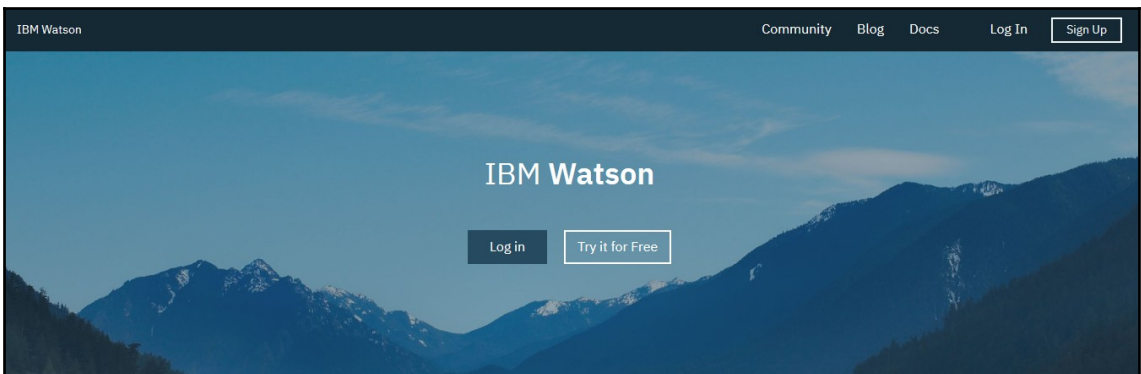 IBM Watson Community Blog Docs Log In Sign Up
IBM Watson
Log in Try it for Free